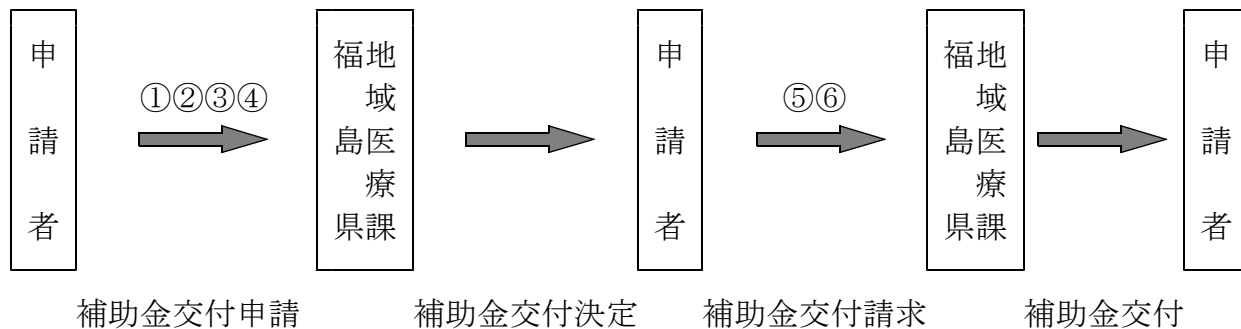 申請者
①②③④
福島県
地域医療課
申請者
⑤⑥
福島県
地域医療課
申請者
補助金交付申請
補助金交付決定
補助金交付請求
補助金交付